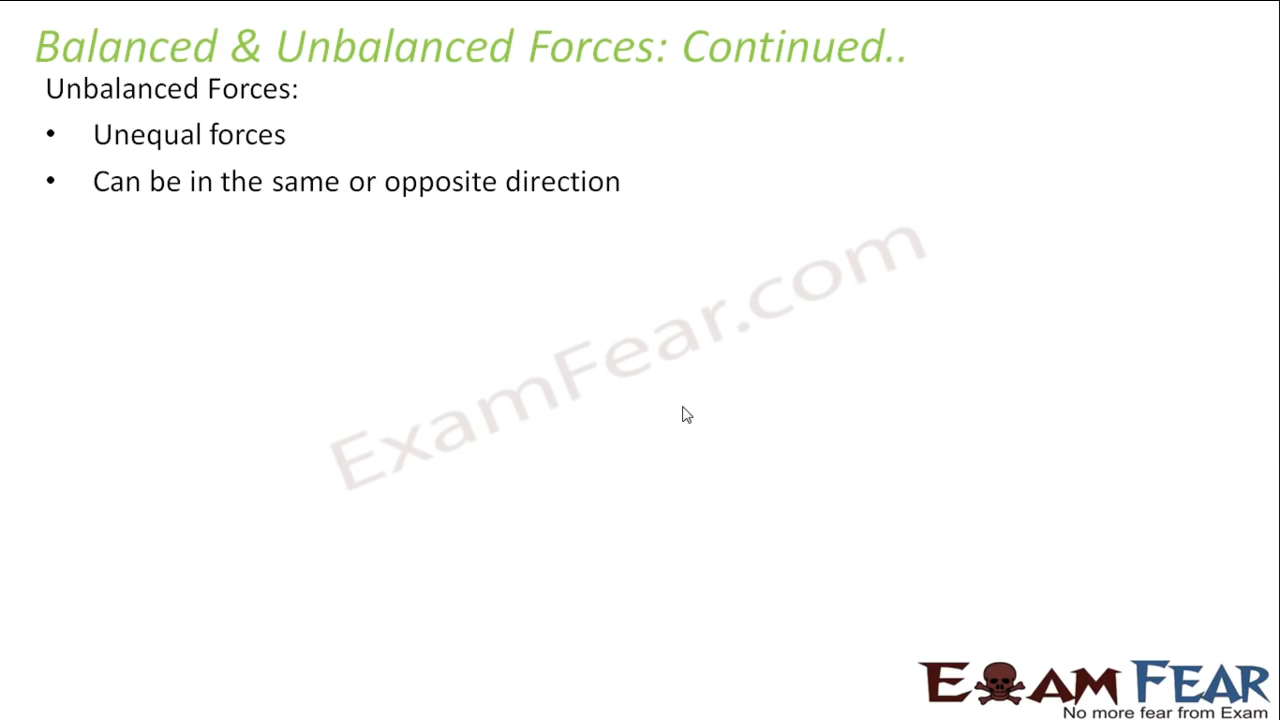 Balanced & Unbalanced Forces: Continued..
Unbalanced Forces:
• Unequal forces
• Can be in the same or opposite direction
ExamFear.com
EXAM FEAR
No more fear from Exam